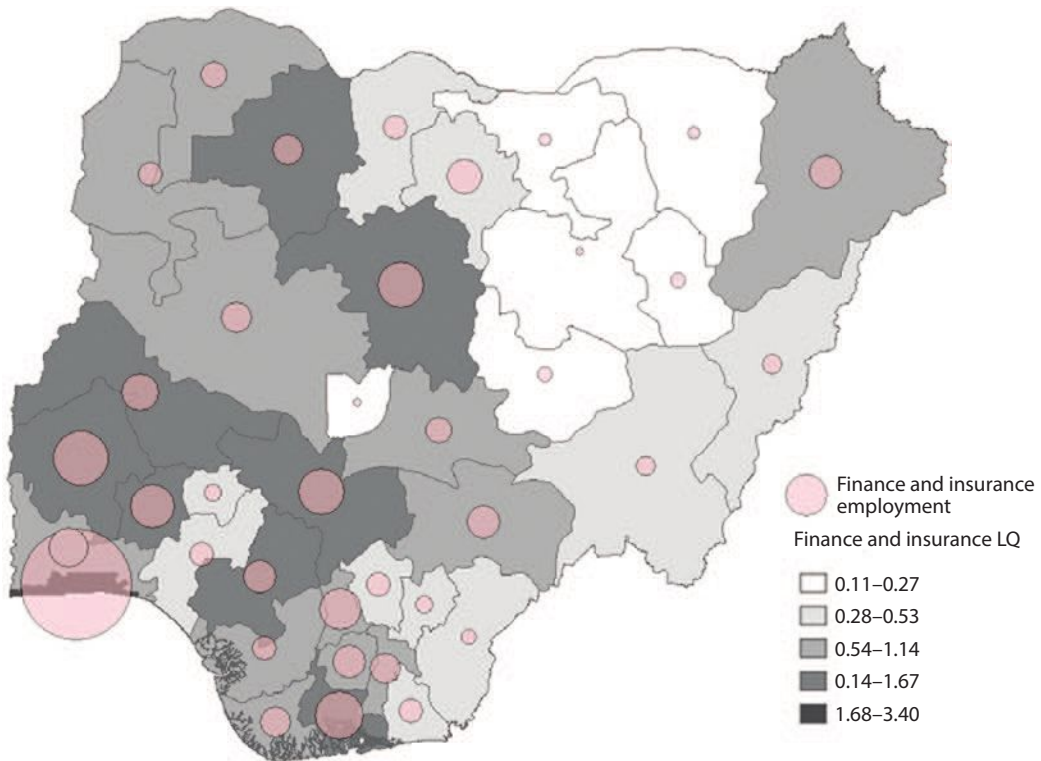 Finance and insurance
employment
Finance and insurance LQ
0.11–0.27
0.28–0.53
0.54–1.14
0.14–1.67
1.68–3.40